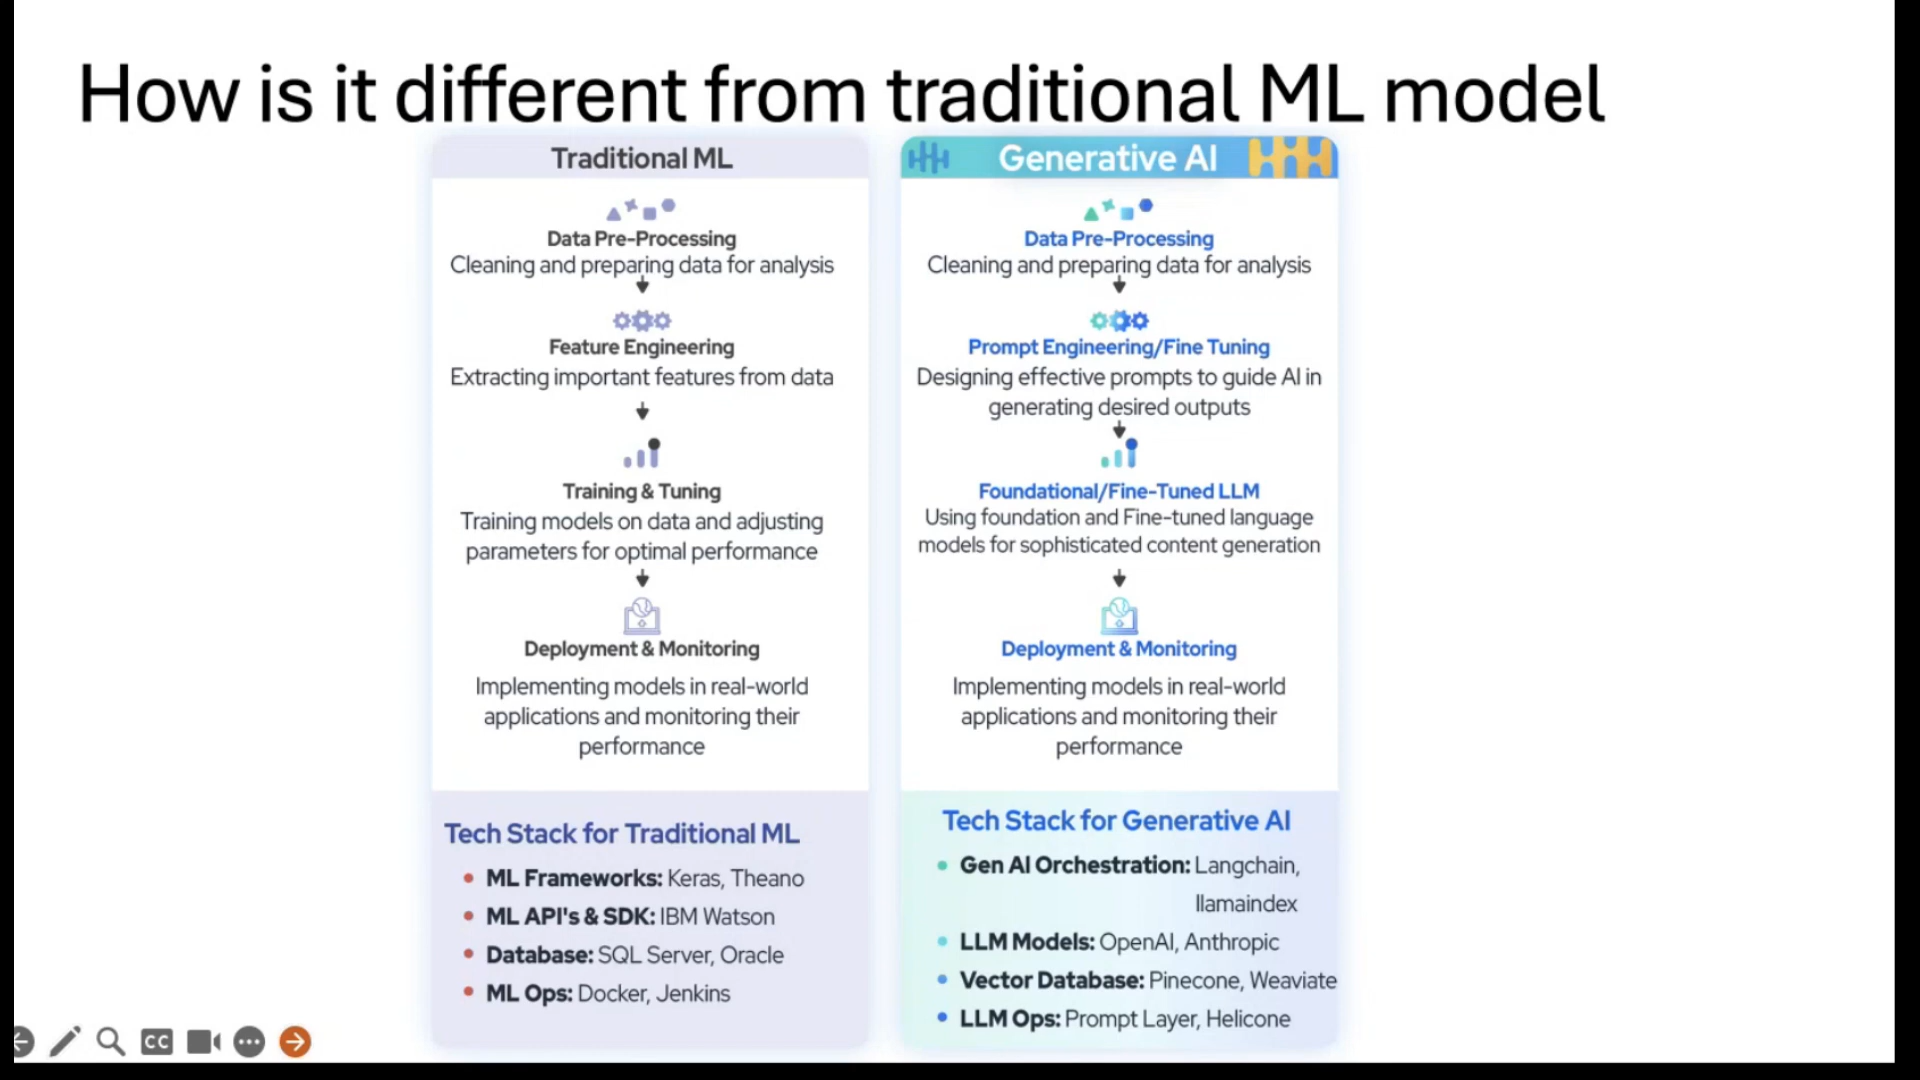 How is it different from traditional ML model
Traditional ML
Data Pre-Processing
Cleaning and preparing data for analysis
Feature Engineering
Extracting important features from data
Training & Tuning
Training models on data and adjusting
parameters for optimal performance
Deployment & Monitoring
Implementing models in real-world
applications and monitoring their
performance
Tech Stack for Traditional ML
ML Frameworks: Keras, Theano
ML API's & SDK: IBM Watson
Database: SQL Server, Oracle
ML Ops: Docker, Jenkins
Generative AI
Data Pre-Processing
Cleaning and preparing data for analysis
Prompt Engineering/Fine Tuning
Designing effective prompts to guide AI in
generating desired outputs
Foundational/Fine-Tuned LLM
Using foundation and Fine-tuned language
models for sophisticated content generation
Deployment & Monitoring
Implementing models in real-world
applications and monitoring their
performance
Tech Stack for Generative AI
Gen AI Orchestration: Langchain,
llamaindex
LLM Models: OpenAI, Anthropic
Vector Database: Pinecone, Weaviate
LLM Ops: Prompt Layer, Helicone
CC